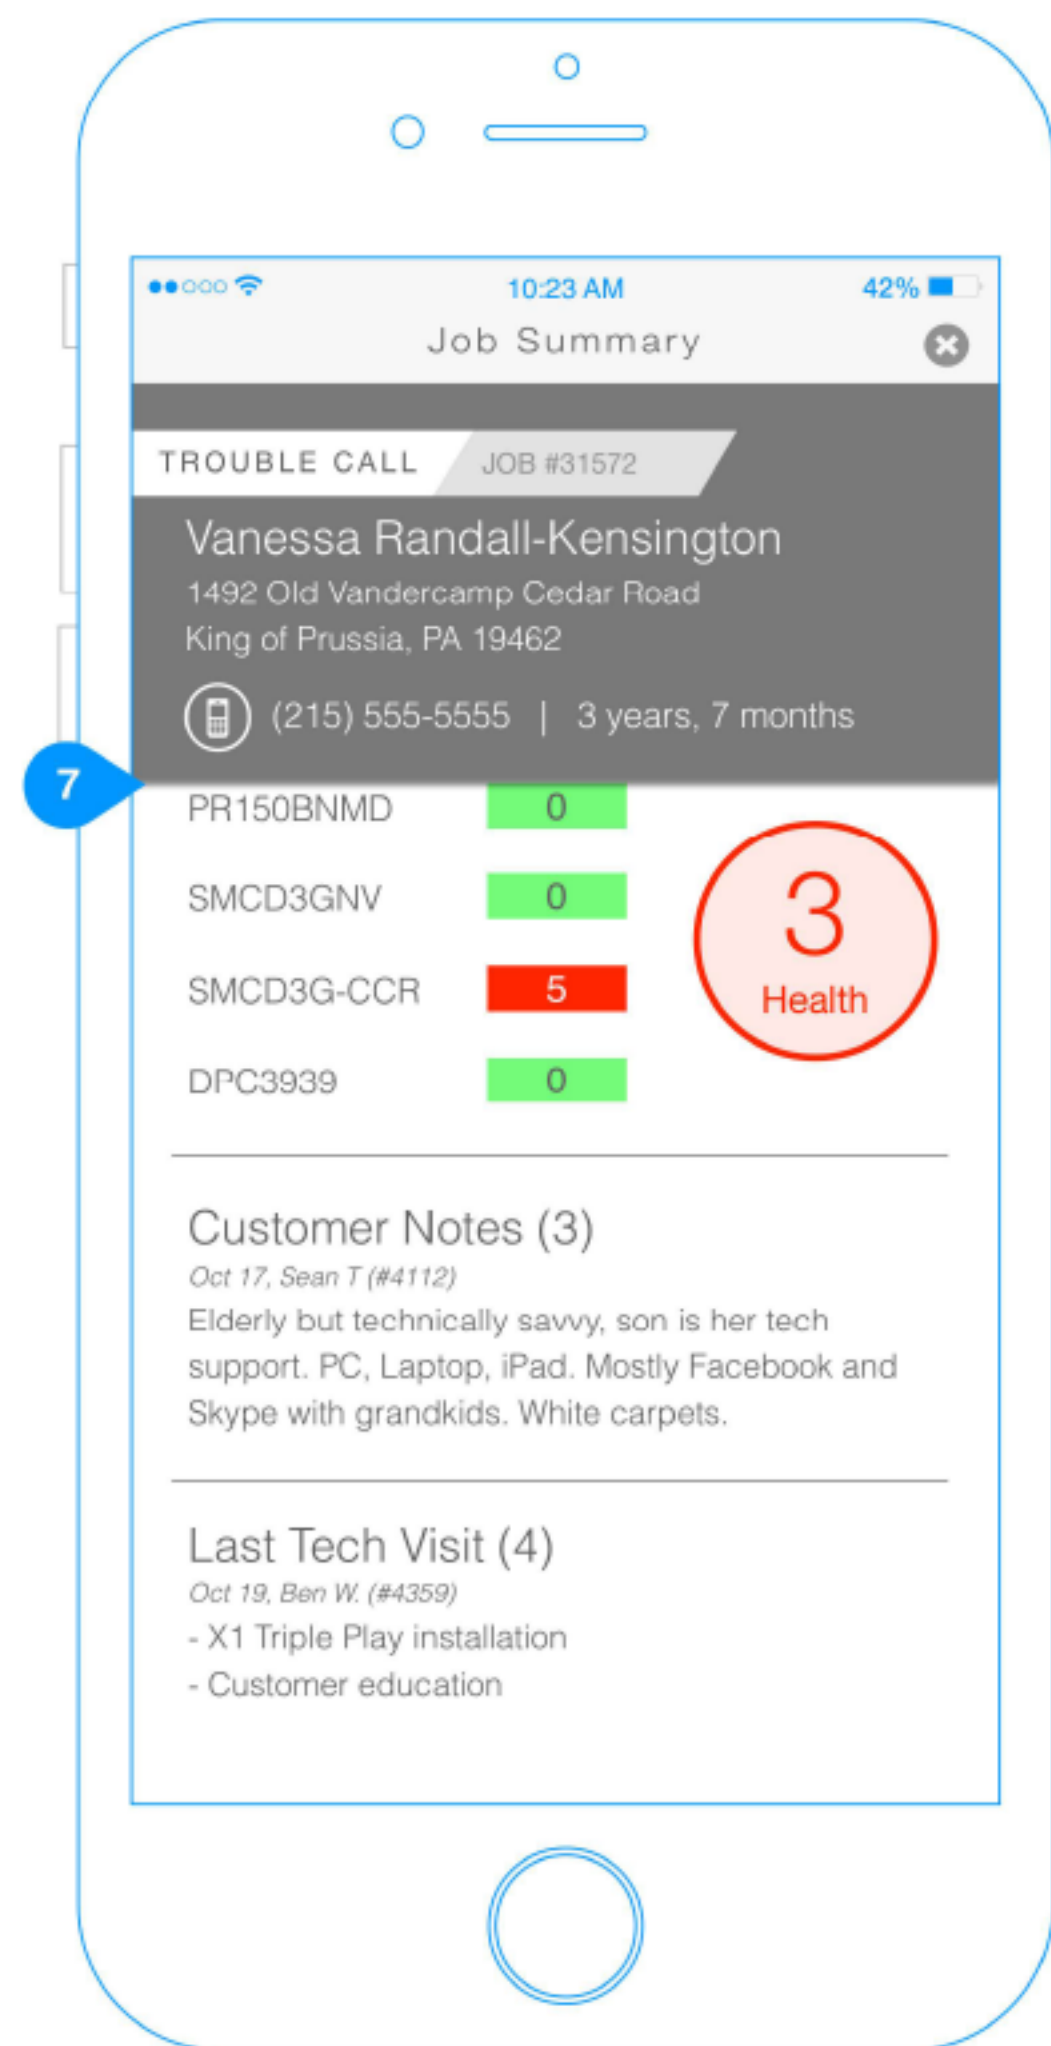 10:23 AM
42%
Job Summary
TROUBLE CALL
JOB #31572
Vanessa Randall-Kensington
1492 Old Vandercamp Cedar Road
King of Prussia, PA 19462
(215) 555-5555 | 3 years, 7 months
7
PR150BNMD 0
SMCD3GNV 0
SMCD3G-CCR 5
DPC3939 0
3
Health
Customer Notes (3)
Oct 17, Sean T (#4112)
Elderly but technically savvy, son is her tech
support. PC, Laptop, iPad. Mostly Facebook and
Skype with grandkids. White carpets.
Last Tech Visit (4)
Oct 19, Ben W. (#4359)
- X1 Triple Play installation
- Customer education